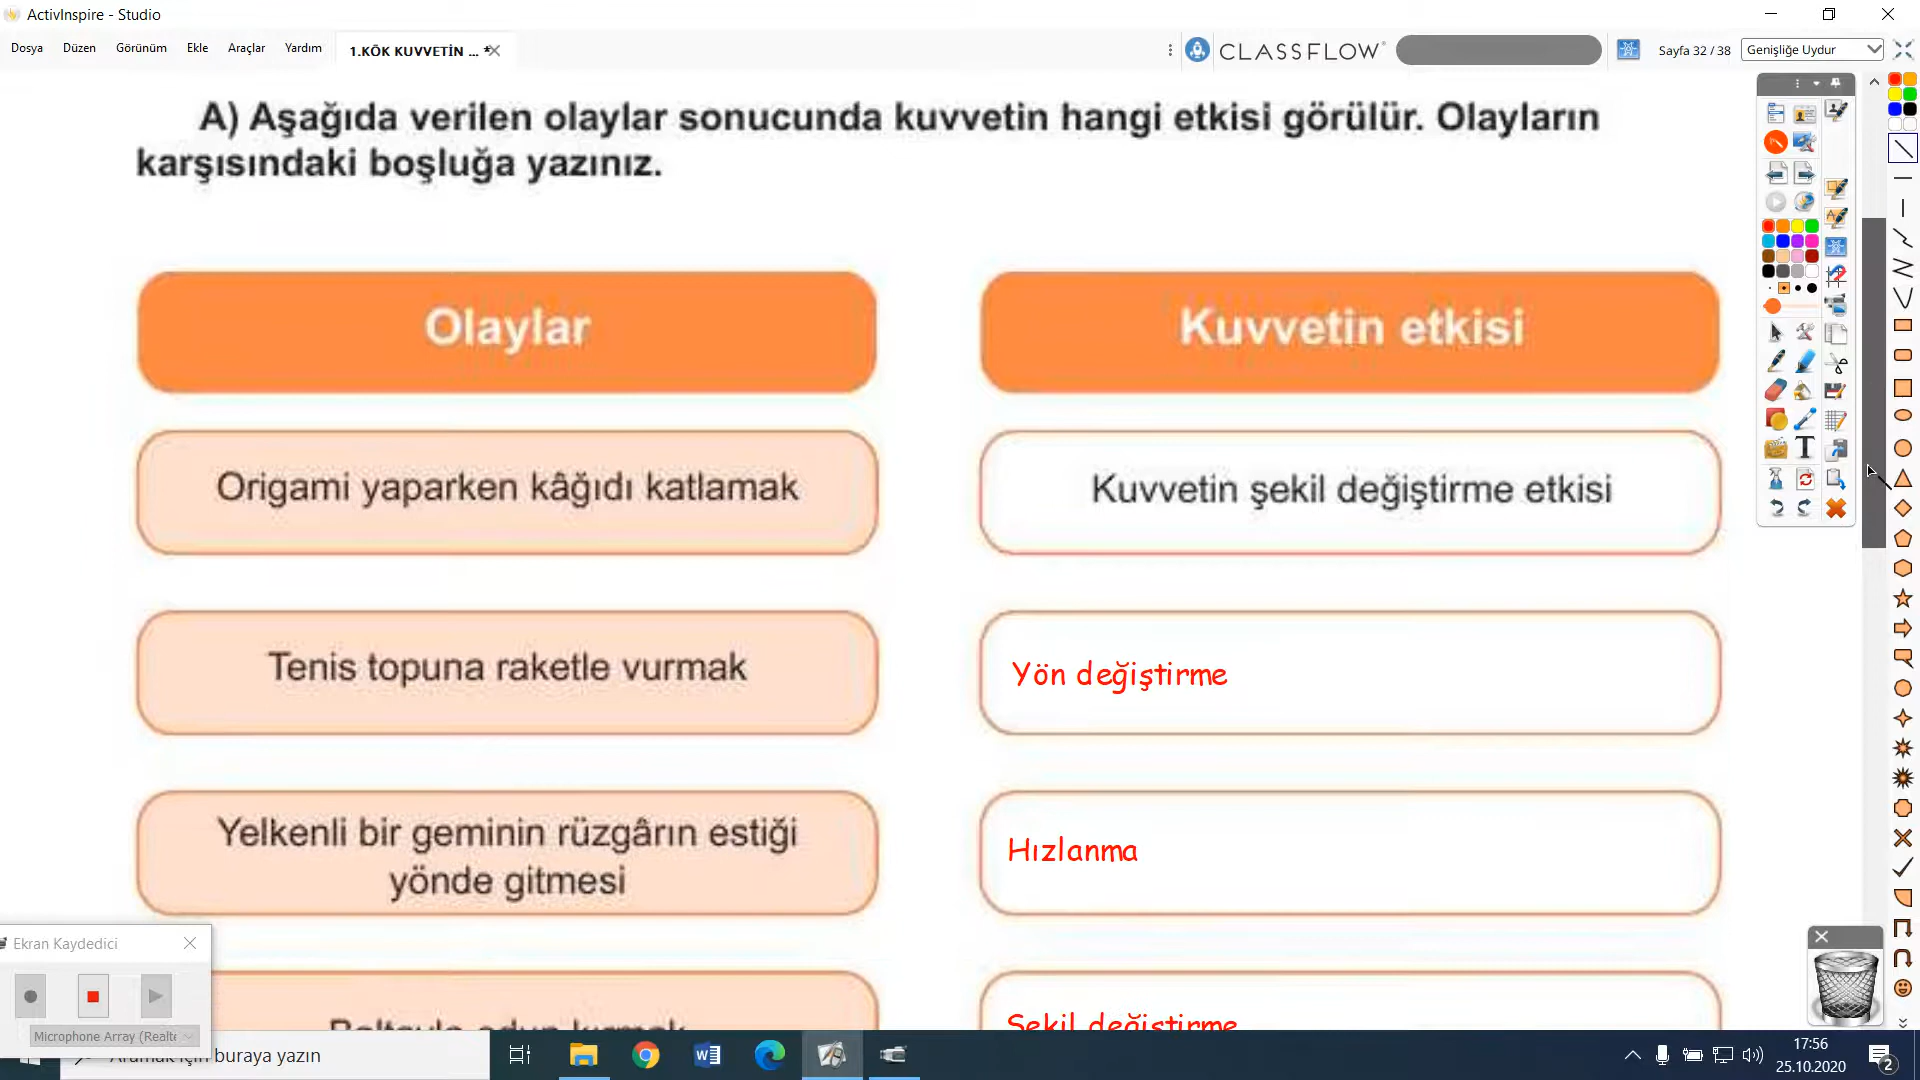 ActivInspire - Studio
Dosya Düzen Görünüm Ekle Araçlar Yardım 1.KÖK KUVVETİN ... * CLASSFLOW Sayfa 32 / 38 Genişliğe Uydur
A) Aşağıda verilen olaylar sonucunda kuvvetin hangi etkisi görülür. Olayların
karşısındaki boşluğa yazınız.
Olaylar
Kuvvetin etkisi
Origami yaparken kâğıdı katlamak
Kuvvetin şekil değiştirme etkisi
Tenis topuna raketle vurmak
Yön değiştirme
Yelkenli bir geminin rüzgârın estiği
yönde gitmesi
Hızlanma
Baltayla odun kırmak
Şekil değiştirme
Ekran Kaydedici
Microphone Array (Realte
Aramak için buraya yazın
17:56
25.10.2020
2